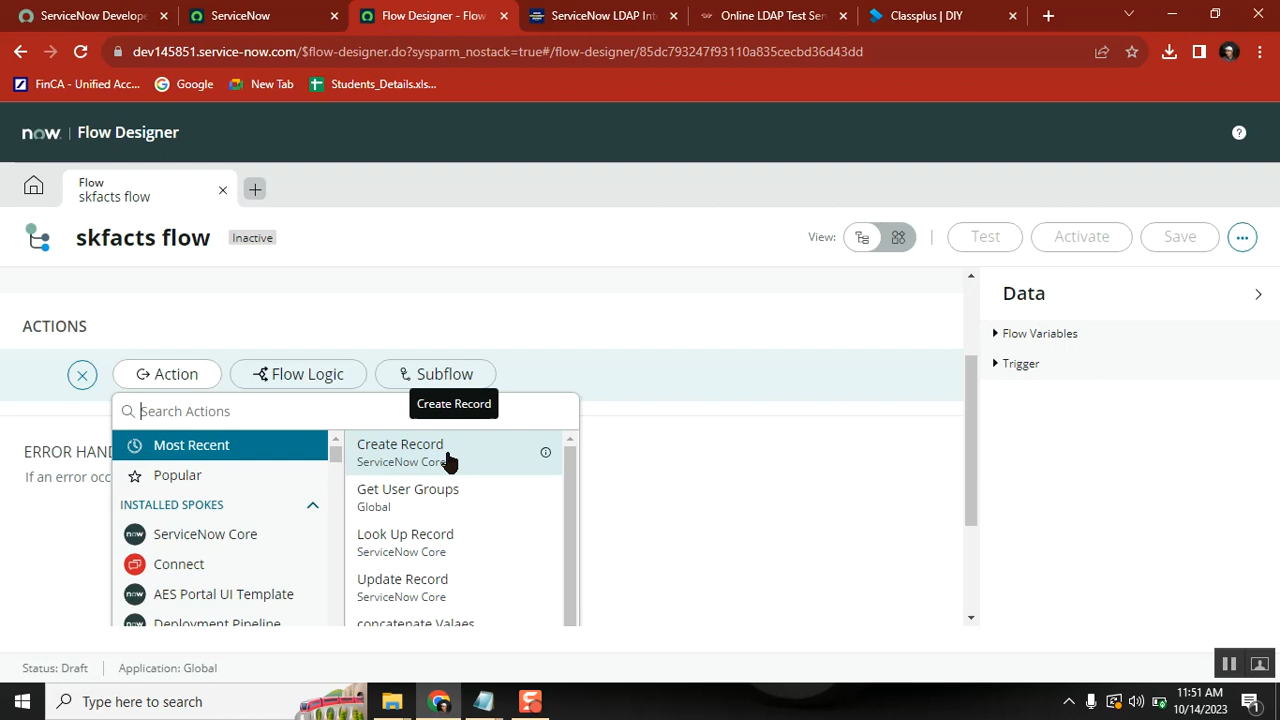 ServiceNow Develope
ServiceNow
Flow Designer - Flow
ServiceNow LDAP Int
Online LDAP Test Ser
Classplus | DIY
dev145851.service-now.com/$flow-designer.do?sysparm_nostack=true#/flow-designer/85dc793247f93110a835cecbd36d43dd
FinCA - Unified Acc...
Google
New Tab
Students_Details.xls...
now. | Flow Designer
Flow
skfacts flow
skfacts flow
Inactive
View:
Test
Activate
Save
Data
Flow Variables
Trigger
ACTIONS
Action
Flow Logic
Subflow
Create Record
Search Actions
Most Recent
Popular
INSTALLED SPOKES
now ServiceNow Core
Connect
now AES Portal UI Template
now Deployment Pipeline
Create Record
ServiceNow Core
Get User Groups
Global
Look Up Record
ServiceNow Core
Update Record
ServiceNow Core
concatenate Valaes
ERROR HAND
If an error occ
Status: Draft
Application: Global
Type here to search
11:51 AM
10/14/2023
1